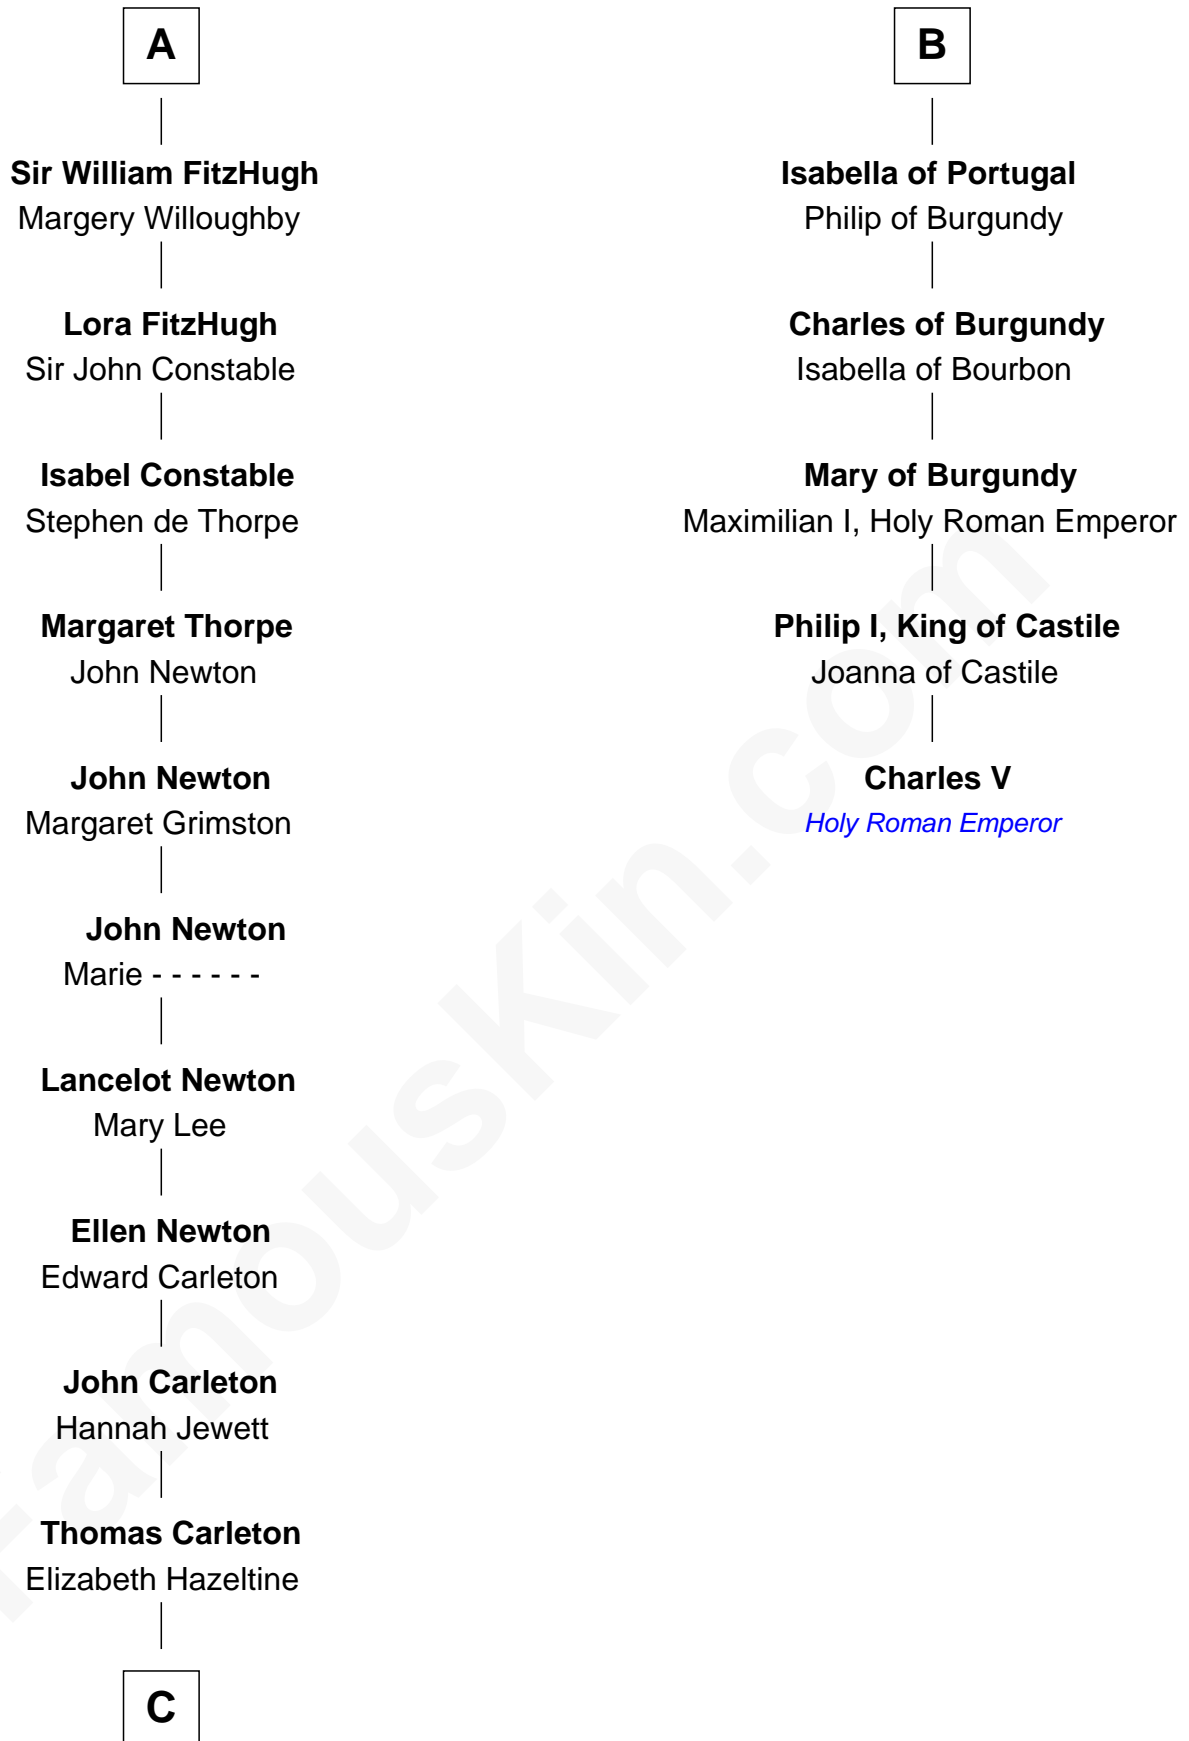 A
Sir William FitzHugh
Margery Willoughby
Lora FitzHugh
Sir John Constable
Isabel Constable
Stephen de Thorpe
Margaret Thorpe
John Newton
John Newton
Margaret Grimston
John Newton
Marie - - - - - -
Lancelot Newton
Mary Lee
Ellen Newton
Edward Carleton
John Carleton
Hannah Jewett
Thomas Carleton
Elizabeth Hazeltine
C
B
Isabella of Portugal
Philip of Burgundy
Charles of Burgundy
Isabella of Bourbon
Mary of Burgundy
Maximilian I, Holy Roman Emperor
Philip I, King of Castile
Joanna of Castile
Charles V
Holy Roman Emperor
FamousKin.com